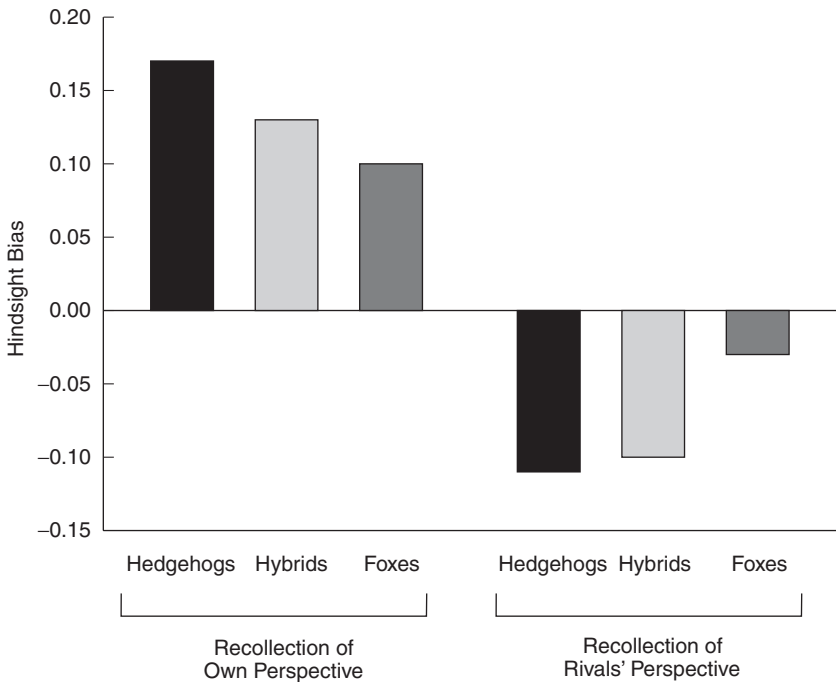 0.20
0.15
0.10
0.05
0.00
−0.05
−0.10
−0.15
Hindsight Bias
Hedgehogs Hybrids Foxes Hedgehogs Hybrids Foxes
Recollection of
Own Perspective
Recollection of
Rivals’ Perspective